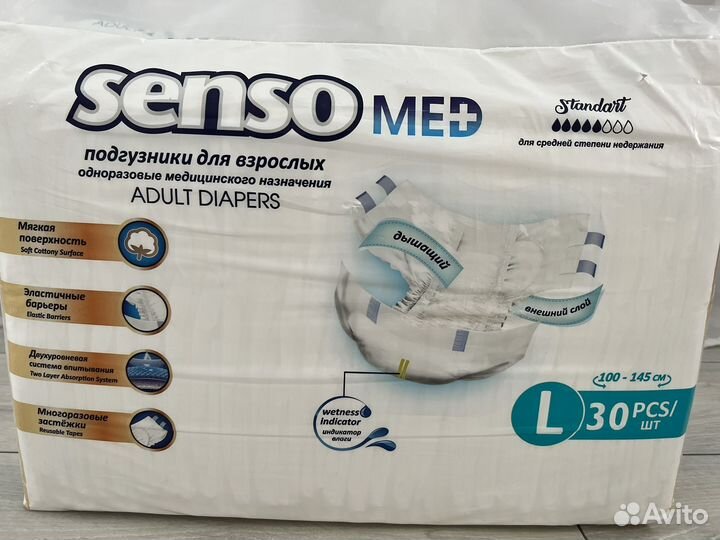 senso MED
Standart
для средней степени недержания
подгузники для взрослых
одноразовые медицинского назначения
ADULT DIAPERS
Мягкая
поверхность
Soft Cottony Surface
Эластичные
барьеры
Elastic Barriers
Двухуровневая
система впитывания
Two Layer Absorption System
Многоразовые
застёжки
Reusable Tapes
дышащий
внешний слой
wetness
indicator
индикатор
влаги
100 - 145 см
L 30 PCS/
ШТ
Avito